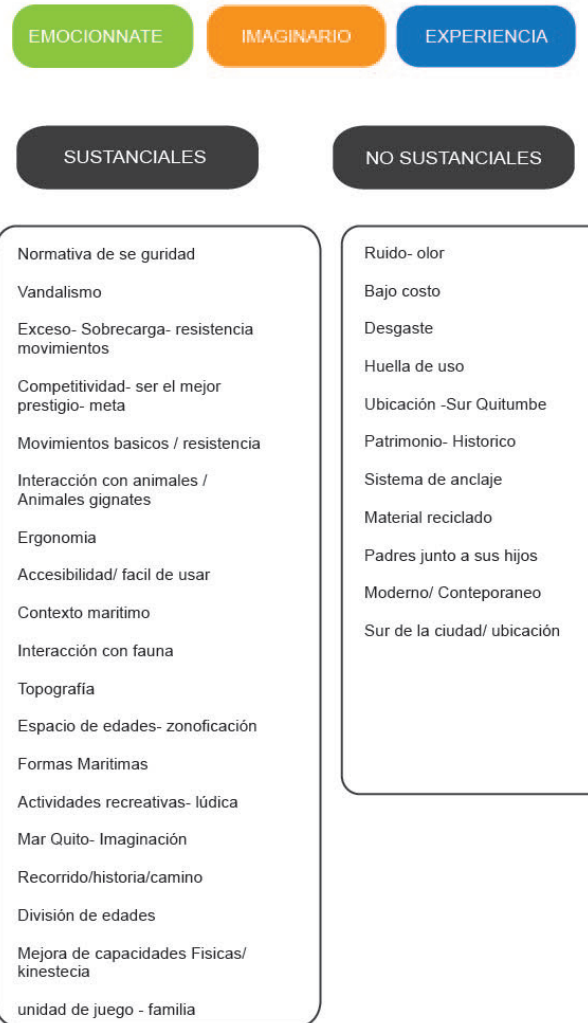 EMOCIONNATE
IMAGINARIO
EXPERIENCIA
SUSTANCIALES
NO SUSTANCIALES
Normativa de se guridad
Vandalismo
Exceso- Sobrecarga- resistencia
movimientos
Competitividad- ser el mejor
prestigio- meta
Movimientos basicos / resistencia
Interacción con animales /
Animales gignates
Ergonomia
Accesibilidad/ facil de usar
Contexto maritimo
Interacción con fauna
Topografía
Espacio de edades- zonoficación
Formas Maritimas
Actividades recreativas- lúdica
Mar Quito- Imaginación
Recorrido/historia/camino
División de edades
Mejora de capacidades Fisicas/
kinestecia
unidad de juego - familia
Ruido- olor
Bajo costo
Desgaste
Huella de uso
Ubicación -Sur Quitumbe
Patrimonio- Historico
Sistema de anclaje
Material reciclado
Padres junto a sus hijos
Moderno/ Conteporaneo
Sur de la ciudad/ ubicación